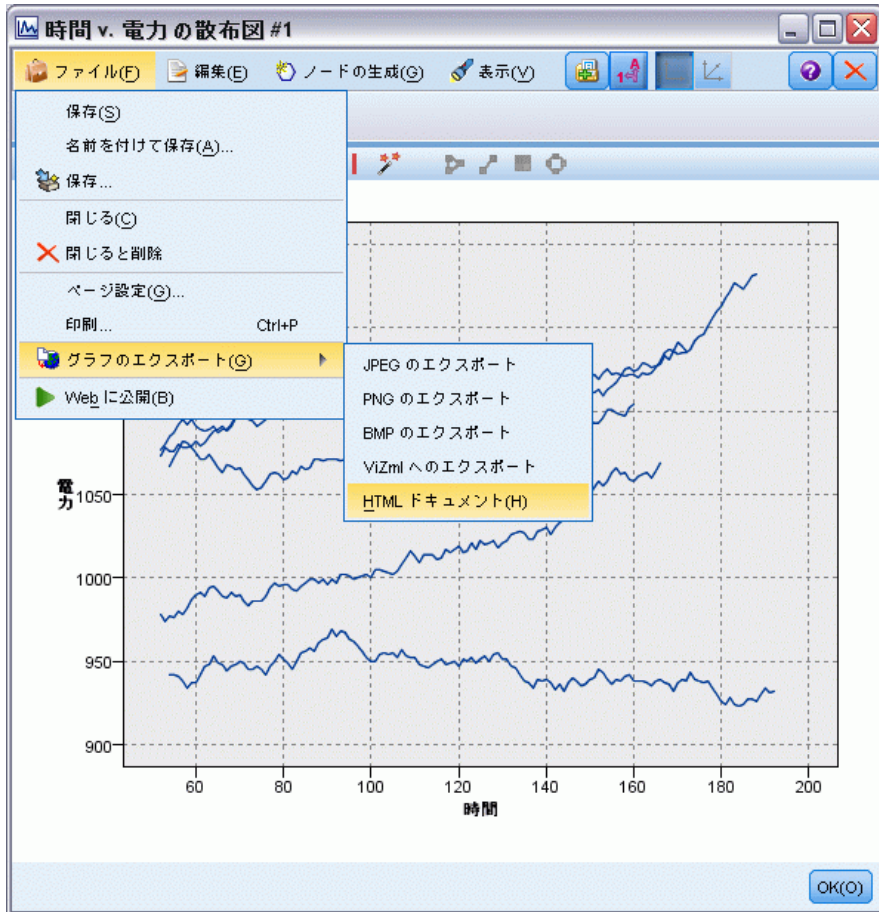 時間 v. 電力 の散布図 #1
ファイル(F) 編集(E) ノードの生成(G) 表示(V)
保存(S)
名前を付けて保存(A)...
保存...
閉じる(C)
閉じると削除
ページ設定(G)...
印刷... Ctrl+P
グラフのエクスポート(G)
Web に公開(B)
JPEG のエクスポート
PNG のエクスポート
BMP のエクスポート
ViZml へのエクスポート
HTML ドキュメント(H)
電力
1050
1000
950
900
60 80 100 120 140 160 180 200
時間
OK(O)